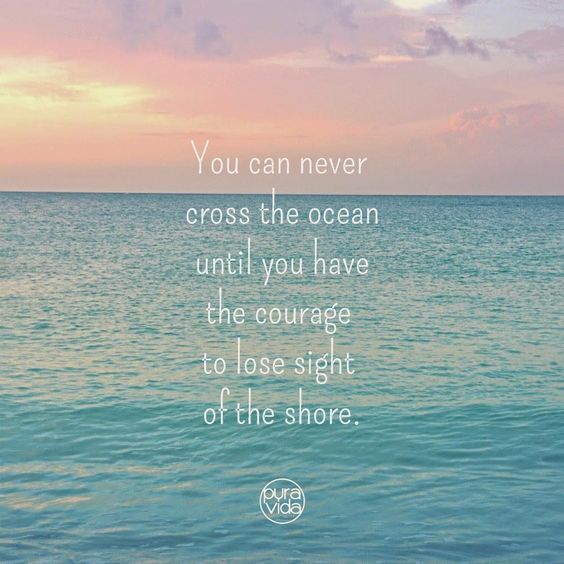 You can never
cross the ocean
until you have
the courage
to lose sight
of the shore.
pura
vida